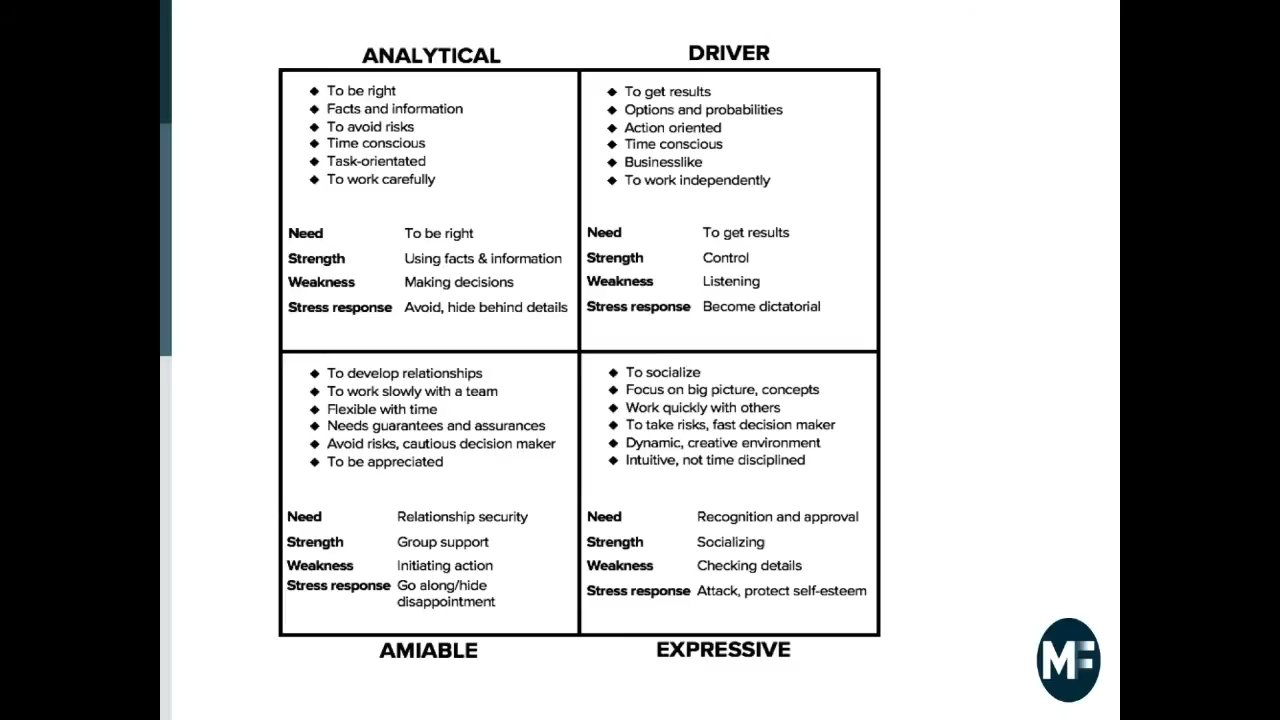 ANALYTICAL
To be right
Facts and information
To avoid risks
Time conscious
Task-orientated
To work carefully
Need To be right
Strength Using facts & information
Weakness Making decisions
Stress response Avoid, hide behind details
DRIVER
To get results
Options and probabilities
Action oriented
Time conscious
Businesslike
To work independently
Need To get results
Strength Control
Weakness Listening
Stress response Become dictatorial
To develop relationships
To work slowly with a team
Flexible with time
Needs guarantees and assurances
Avoid risks, cautious decision maker
To be appreciated
Need Relationship security
Strength Group support
Weakness Initiating action
Stress response Go along/hide
disappointment
AMIABLE
To socialize
Focus on big picture, concepts
Work quickly with others
To take risks, fast decision maker
Dynamic, creative environment
Intuitive, not time disciplined
Need Recognition and approval
Strength Socializing
Weakness Checking details
Stress response Attack, protect self-esteem
EXPRESSIVE
MF